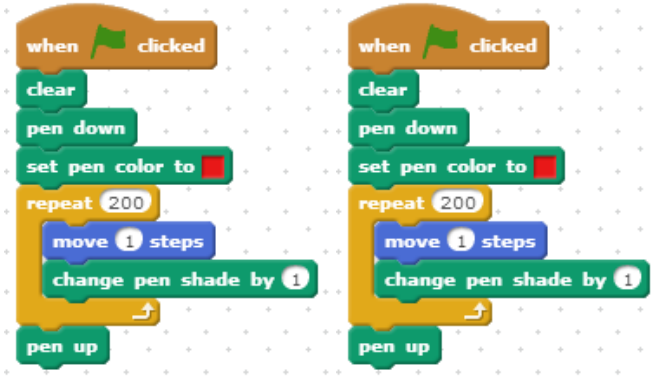 when clicked
clear
pen down
set pen color to
repeat 200
move 1 steps
change pen shade by 1
pen up
when clicked
clear
pen down
set pen color to
repeat 200
move 1 steps
change pen shade by 1
pen up